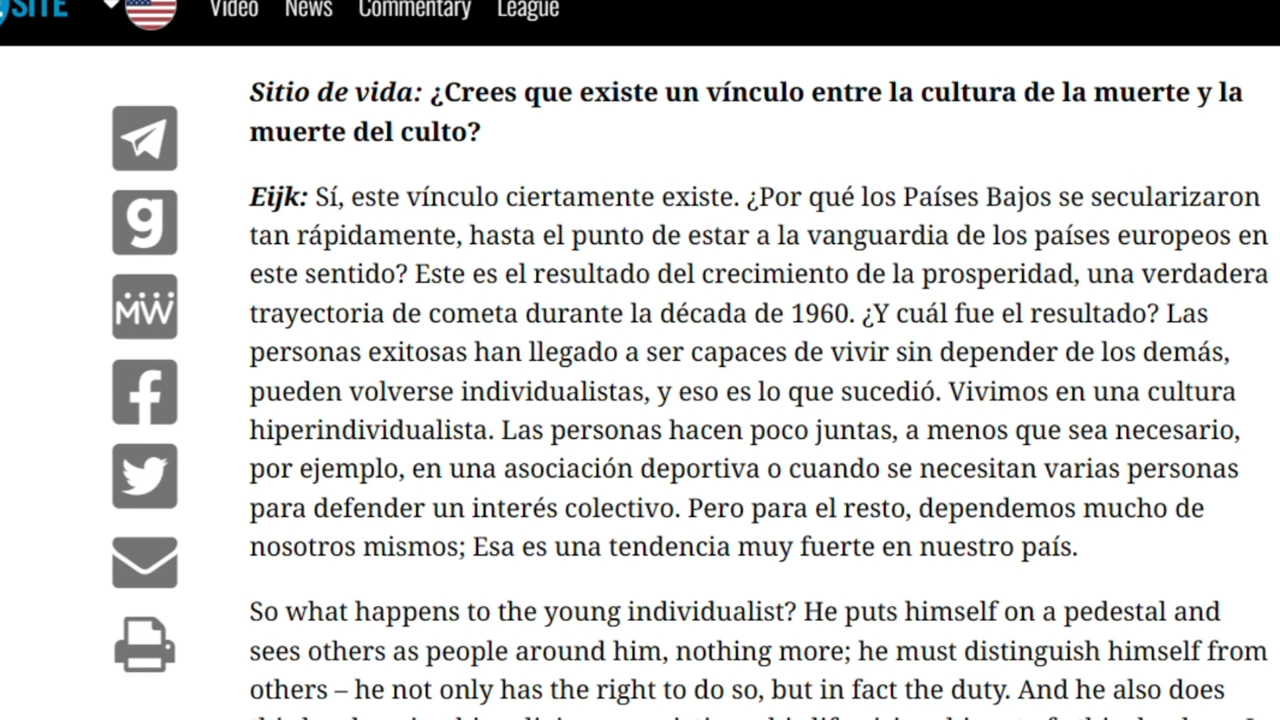 SITE Video News Commentary League
Sitio de vida: ¿Crees que existe un vínculo entre la cultura de la muerte y la
muerte del culto?
Eijk: Sí, este vínculo ciertamente existe. ¿Por qué los Países Bajos se secularizaron
tan rápidamente, hasta el punto de estar a la vanguardia de los países europeos en
este sentido? Este es el resultado del crecimiento de la prosperidad, una verdadera
trayectoria de cometa durante la década de 1960. ¿Y cuál fue el resultado? Las
personas exitosas han llegado a ser capaces de vivir sin depender de los demás,
pueden volverse individualistas, y eso es lo que sucedió. Vivimos en una cultura
hiperindividualista. Las personas hacen poco juntas, a menos que sea necesario,
por ejemplo, en una asociación deportiva o cuando se necesitan varias personas
para defender un interés colectivo. Pero para el resto, dependemos mucho de
nosotros mismos; Esa es una tendencia muy fuerte en nuestro país.
So what happens to the young individualist? He puts himself on a pedestal and
sees others as people around him, nothing more; he must distinguish himself from
others – he not only has the right to do so, but in fact the duty. And he also does
g
MW